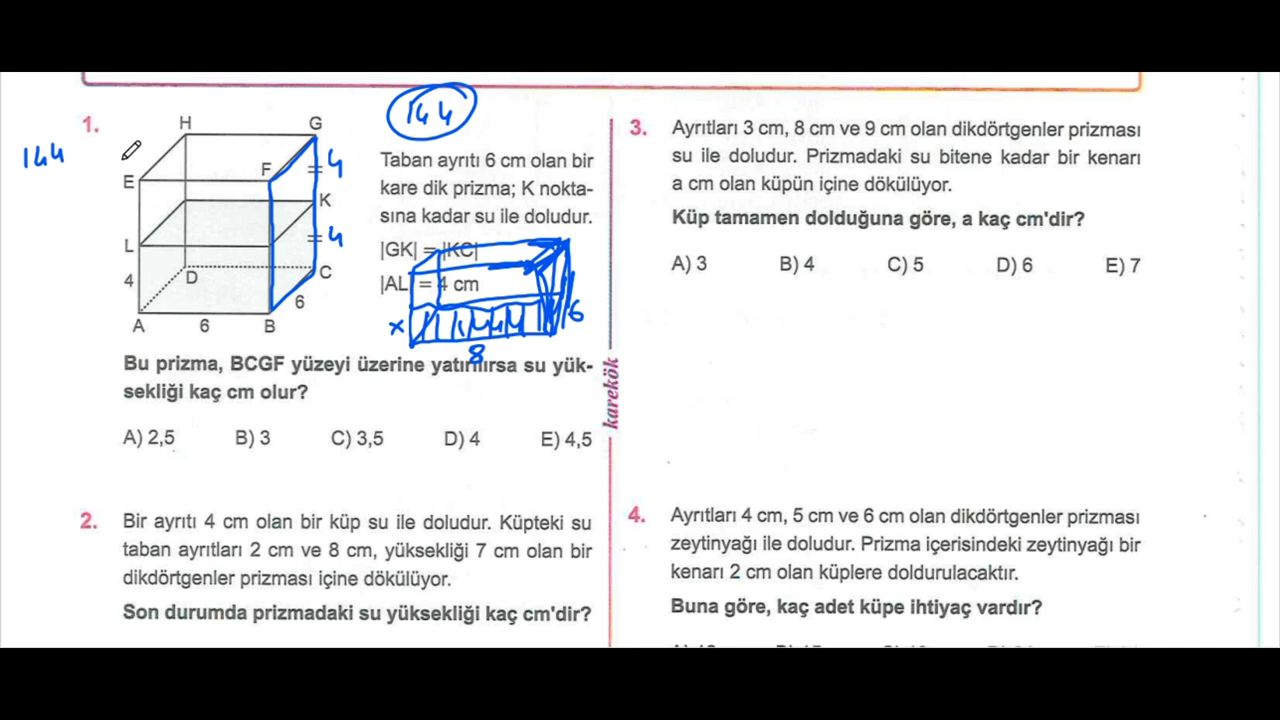 1.
H
G
E
F
K
L
D
C
4
6
A
6
B
144
4
4
144
Taban ayrıtı 6 cm olan bir
kare dik prizma; K nokta-
sına kadar su ile doludur.
|GK| = |KC|
|AL| = 4 cm
x
8
6
Bu prizma, BCGF yüzeyi üzerine yatırılırsa su yük-
sekliği kaç cm olur?
A) 2,5 B) 3 C) 3,5 D) 4 E) 4,5
2. Bir ayrıtı 4 cm olan bir küp su ile doludur. Küpteki su
taban ayrıtları 2 cm ve 8 cm, yüksekliği 7 cm olan bir
dikdörtgenler prizması içine dökülüyor.
Son durumda prizmadaki su yüksekliği kaç cm'dir?
karekök
3. Ayrıtları 3 cm, 8 cm ve 9 cm olan dikdörtgenler prizması
su ile doludur. Prizmadaki su bitene kadar bir kenarı
a cm olan küpün içine dökülüyor.
Küp tamamen dolduğuna göre, a kaç cm'dir?
A) 3 B) 4 C) 5 D) 6 E) 7
4. Ayrıtları 4 cm, 5 cm ve 6 cm olan dikdörtgenler prizması
zeytinyağı ile doludur. Prizma içerisindeki zeytinyağı bir
kenarı 2 cm olan küplere doldurulacaktır.
Buna göre, kaç adet küpe ihtiyaç vardır?